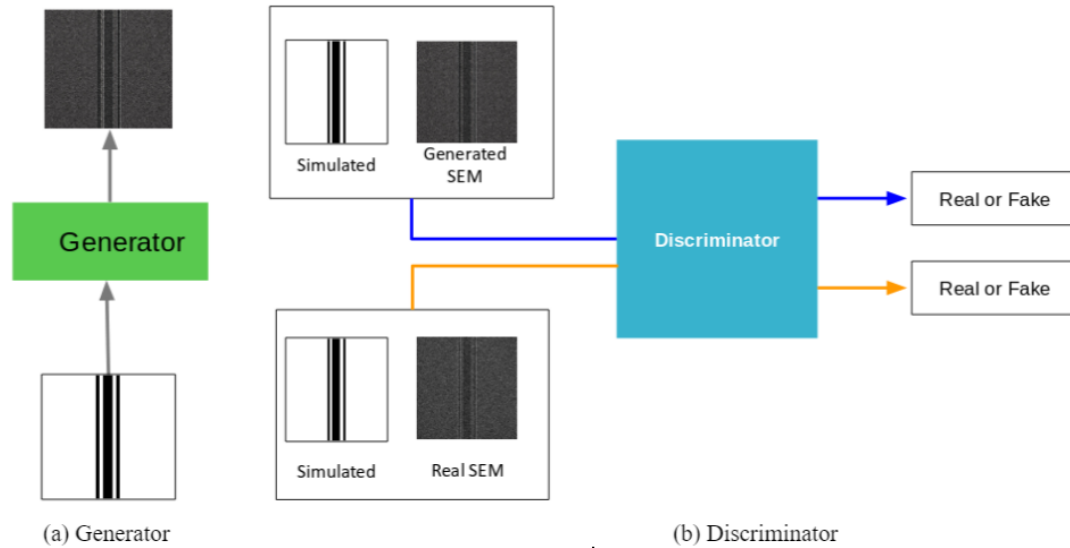 Generator
(a) Generator
Simulated
Generated
SEM
Simulated
Real SEM
Discriminator
Real or Fake
Real or Fake
(b) Discriminator